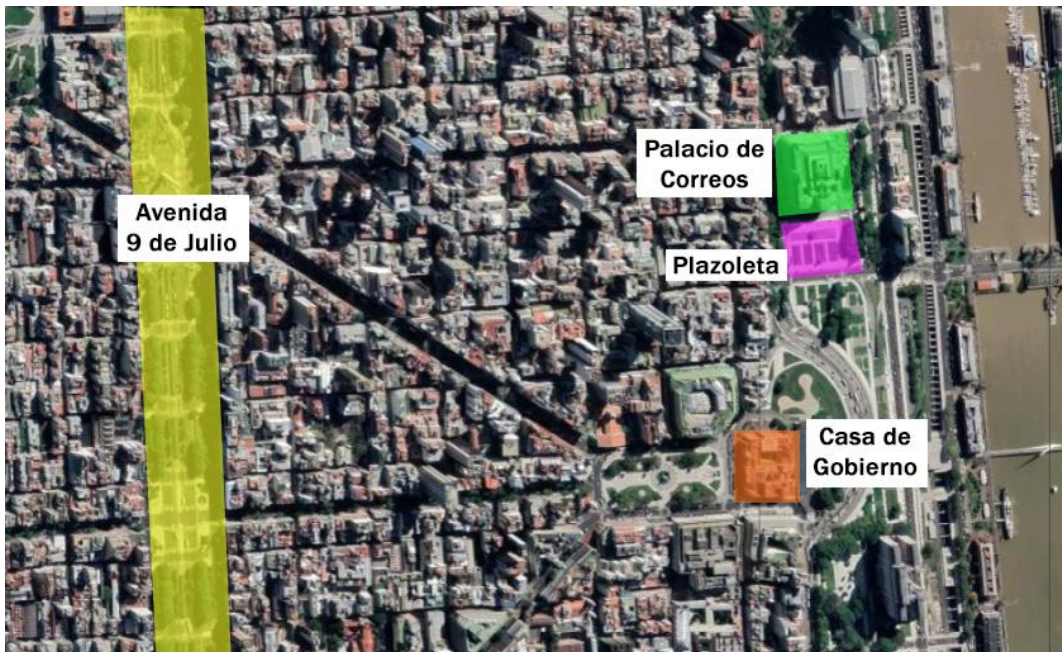 Palacio de
Correos
Avenida
9 de Julio
Plazoleta
Casa de
Gobierno